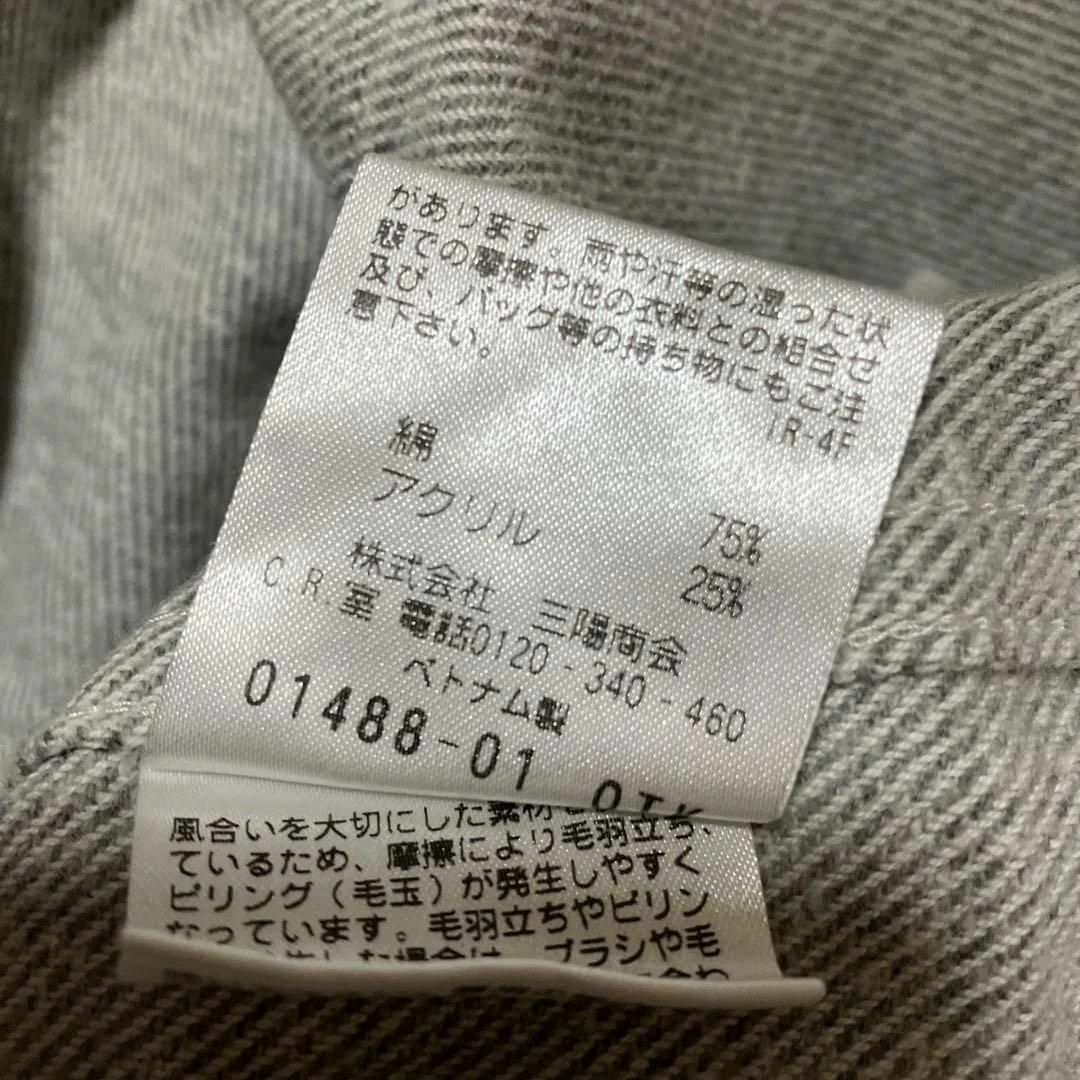 があります。雨や汗等の湿った状
態での摩擦や他の衣料との組合せ
及び、バッグ等の持ち物にもご注
意下さい。
IR-4F
綿 75%
アクリル 25%
株式会社 三陽商会
C.R.室 電話0120-340-460
ベトナム製
01488-01 OIK
風合いを大切にした素材
ているため、摩擦により毛羽立ち、
ピリング(毛玉)が発生しやすく
なっています。毛羽立ちやピリン
した場合は、ブラシや毛